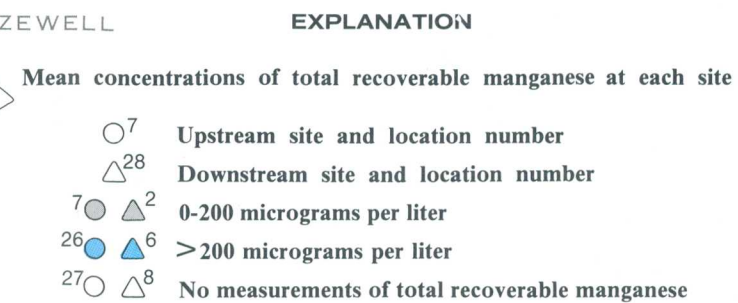 ZEWELL EXPLANATION
Mean concentrations of total recoverable manganese at each site
7 Upstream site and location number
28 Downstream site and location number
7 2 0-200 micrograms per liter
26 6 >200 micrograms per liter
27 8 No measurements of total recoverable manganese